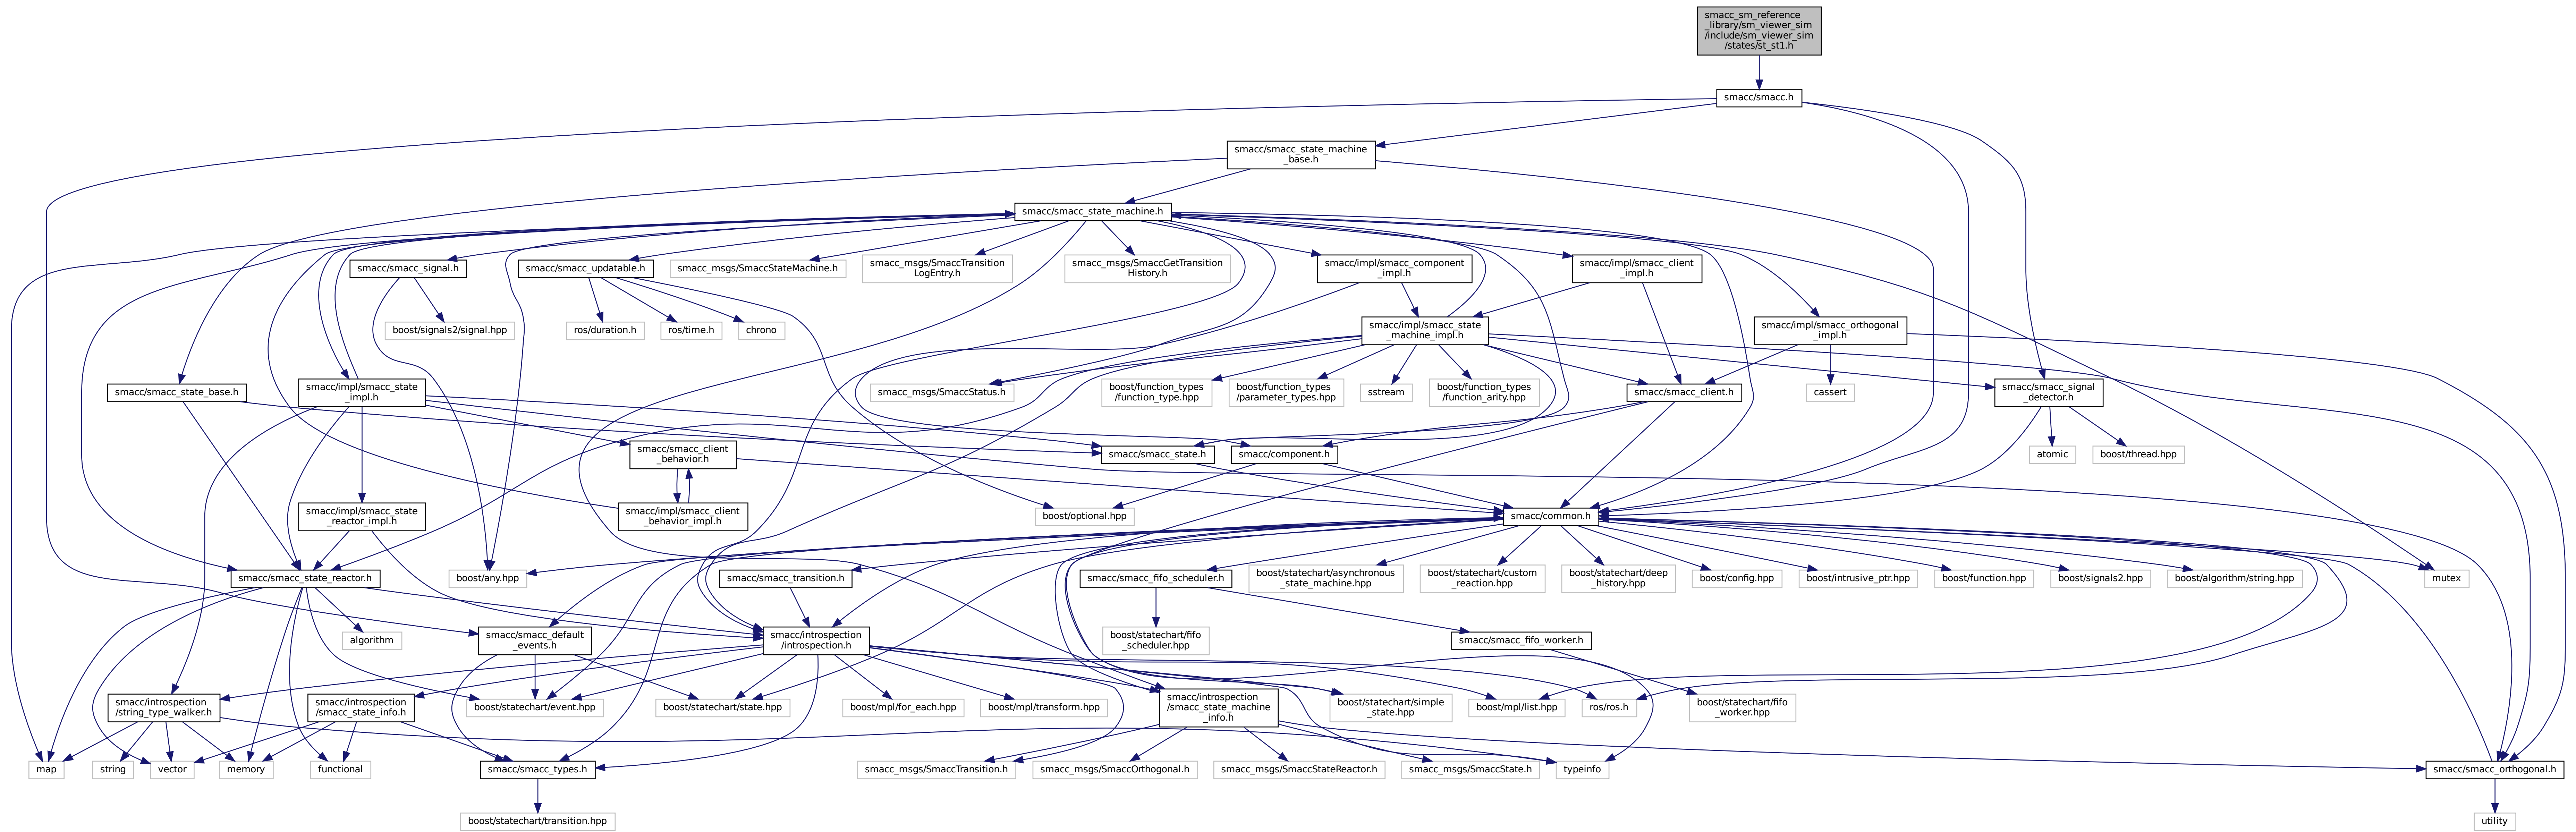 smacc_sm_reference
_library/sm_viewer_sim
/include/sm_viewer_sim
/states/st_st1.h
smacc/smacc.h
smacc/smacc_state_machine
_base.h
smacc/smacc_state_machine.h
smacc/smacc_signal.h
smacc/smacc_updatable.h
smacc_msgs/SmaccStateMachine.h
smacc_msgs/SmaccTransition
LogEntry.h
smacc_msgs/SmaccGetTransition
History.h
smacc/impl/smacc_component
_impl.h
smacc/impl/smacc_client
_impl.h
boost/signals2/signal.hpp
ros/duration.h
ros/time.h
chrono
smacc/impl/smacc_state
_machine_impl.h
smacc/impl/smacc_orthogonal
_impl.h
smacc/smacc_state_base.h
smacc/impl/smacc_state
_impl.h
smacc_msgs/SmaccStatus.h
boost/function_types
/function_type.hpp
boost/function_types
/parameter_types.hpp
sstream
boost/function_types
/function_arity.hpp
smacc/smacc_client.h
cassert
smacc/smacc_signal
_detector.h
smacc/smacc_client
_behavior.h
smacc/smacc_state.h
smacc/component.h
atomic
boost/thread.hpp
smacc/impl/smacc_state
_reactor_impl.h
smacc/impl/smacc_client
_behavior_impl.h
boost/optional.hpp
smacc/common.h
smacc/smacc_state_reactor.h
boost/any.hpp
smacc/smacc_transition.h
smacc/smacc_fifo_scheduler.h
boost/statechart/asynchronous
_state_machine.hpp
boost/statechart/custom
_reaction.hpp
boost/statechart/deep
_history.hpp
boost/config.hpp
boost/intrusive_ptr.hpp
boost/function.hpp
boost/signals2.hpp
boost/algorithm/string.hpp
mutex
algorithm
smacc/smacc_default
_events.h
smacc/introspection
/introspection.h
boost/statechart/fifo
_scheduler.hpp
smacc/smacc_fifo_worker.h
smacc/introspection
/string_type_walker.h
smacc/introspection
/smacc_state_info.h
boost/statechart/event.hpp
boost/statechart/state.hpp
boost/mpl/for_each.hpp
boost/mpl/transform.hpp
smacc/introspection
/smacc_state_machine
_info.h
boost/statechart/simple
_state.hpp
boost/mpl/list.hpp
ros/ros.h
boost/statechart/fifo
_worker.hpp
map
string
vector
memory
functional
smacc/smacc_types.h
smacc_msgs/SmaccTransition.h
smacc_msgs/SmaccOrthogonal.h
smacc_msgs/SmaccStateReactor.h
smacc_msgs/SmaccState.h
typeinfo
smacc/smacc_orthogonal.h
boost/statechart/transition.hpp
utility